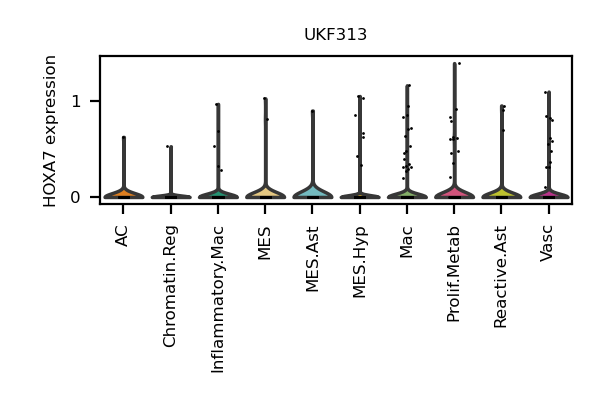 UKF313
HOXA7 expression
1
0
AC
Chromatin.Reg
Inflammatory.Mac
MES
MES.Ast
MES.Hyp
Mac
Prolif.Metab
Reactive.Ast
Vasc